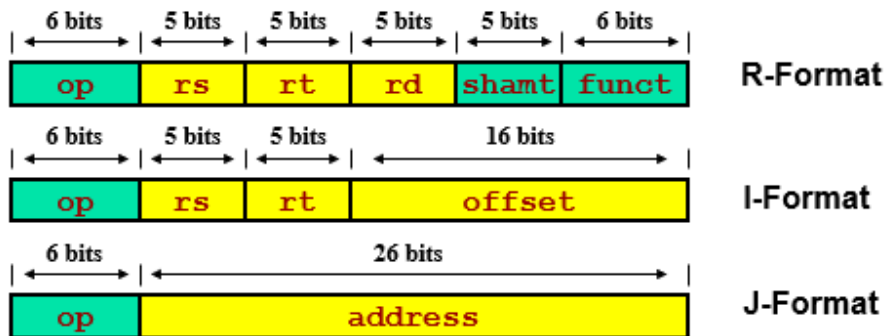 6 bits 5 bits 5 bits 5 bits 5 bits 6 bits
op rs rt rd shamt funct R-Format
6 bits 5 bits 5 bits 16 bits
op rs rt offset I-Format
6 bits 26 bits
op address J-Format